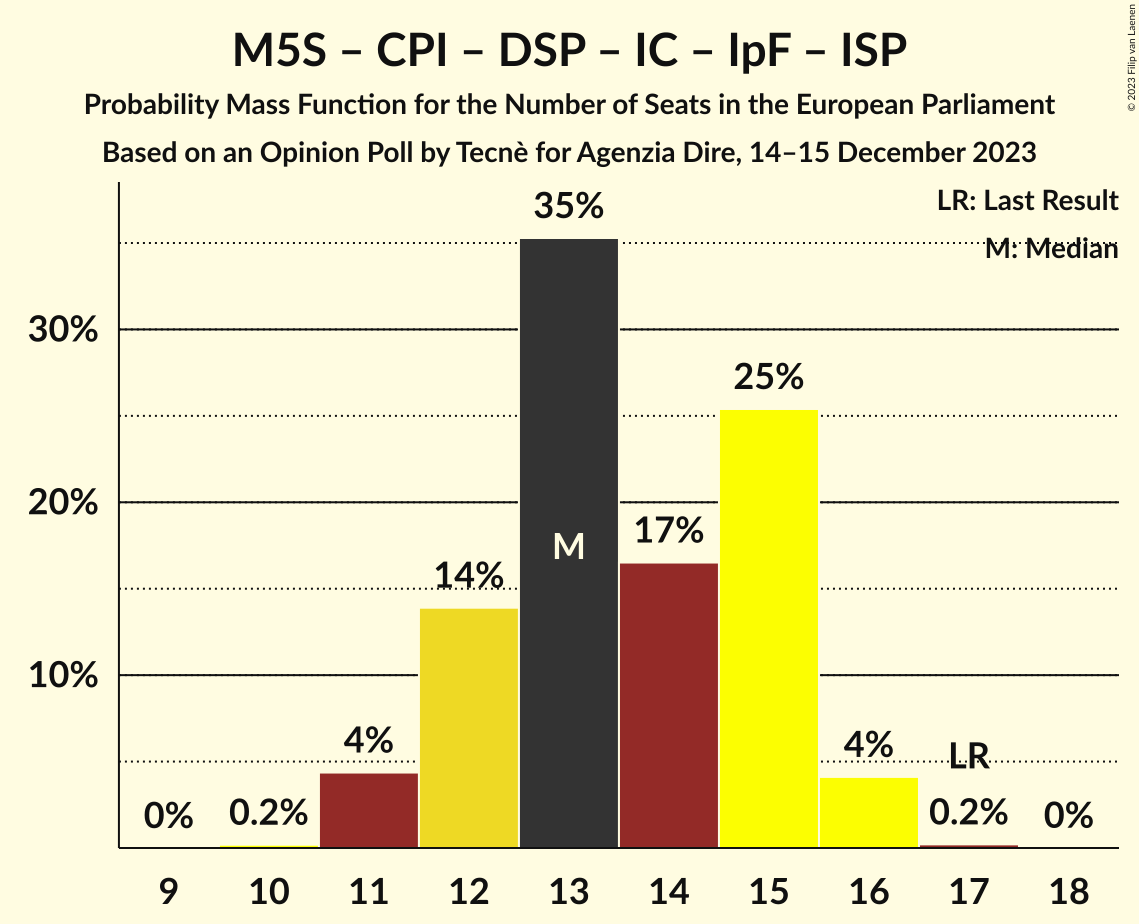 M5S – CPI – DSP – IC – IpF – ISP
Probability Mass Function for the Number of Seats in the European Parliament
Based on an Opinion Poll by Tecnè for Agenzia Dire, 14–15 December 2023
© 2023 Filip van Laenen
LR: Last Result
M: Median
35%
30%
25%
20%
17%
M
14%
10%
4%
4%
LR
0%
0.2%
0.2%
0%
9 10 11 12 13 14 15 16 17 18